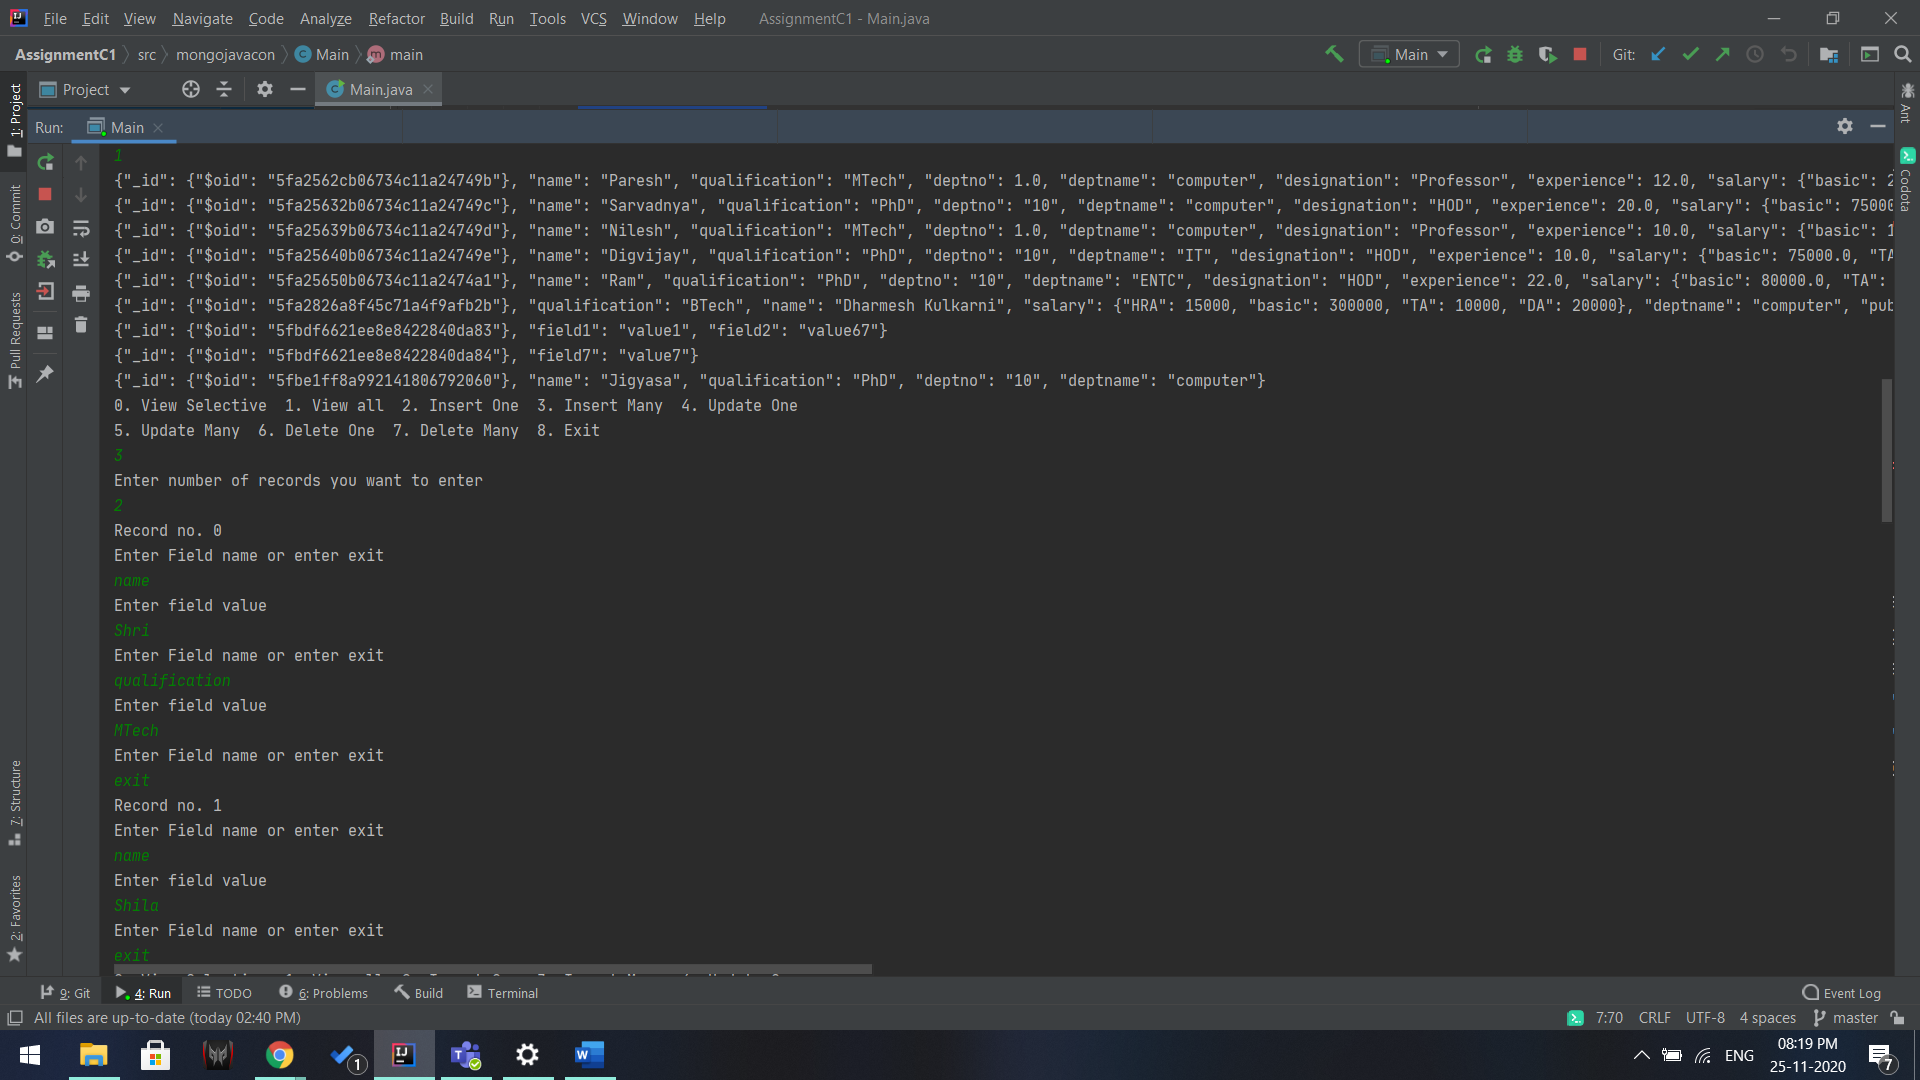 File Edit View Navigate Code Analyze Refactor Build Run Tools VCS Window Help AssignmentC1 - Main.java
AssignmentC1 src mongojavacon Main main Main Git:
Project Main.java
Run: Main
1
{"_id": {"$oid": "5fa2562cb06734c11a24749b"}, "name": "Paresh", "qualification": "MTech", "deptno": 1.0, "deptname": "computer", "designation": "Professor", "experience": 12.0, "salary": {"basic": 2
{"_id": {"$oid": "5fa25632b06734c11a24749c"}, "name": "Sarvadnya", "qualification": "PhD", "deptno": "10", "deptname": "computer", "designation": "HOD", "experience": 20.0, "salary": {"basic": 75000
{"_id": {"$oid": "5fa25639b06734c11a24749d"}, "name": "Nilesh", "qualification": "MTech", "deptno": 1.0, "deptname": "computer", "designation": "Professor", "experience": 10.0, "salary": {"basic": 1
{"_id": {"$oid": "5fa25640b06734c11a24749e"}, "name": "Digvijay", "qualification": "PhD", "deptno": "10", "deptname": "IT", "designation": "HOD", "experience": 10.0, "salary": {"basic": 75000.0, "TA
{"_id": {"$oid": "5fa25650b06734c11a2474a1"}, "name": "Ram", "qualification": "PhD", "deptno": "10", "deptname": "ENTC", "designation": "HOD", "experience": 22.0, "salary": {"basic": 80000.0, "TA":
{"_id": {"$oid": "5fa2826a8f45c71a4f9afb2b"}, "qualification": "BTech", "name": "Dharmesh Kulkarni", "salary": {"HRA": 15000, "basic": 300000, "TA": 10000, "DA": 20000}, "deptname": "computer", "pub
{"_id": {"$oid": "5fbdf6621ee8e8422840da83"}, "field1": "value1", "field2": "value67"}
{"_id": {"$oid": "5fbdf6621ee8e8422840da84"}, "field7": "value7"}
{"_id": {"$oid": "5fbe1ff8a992141806792060"}, "name": "Jigyasa", "qualification": "PhD", "deptno": "10", "deptname": "computer"}
0. View Selective 1. View all 2. Insert One 3. Insert Many 4. Update One
5. Update Many 6. Delete One 7. Delete Many 8. Exit
3
Enter number of records you want to enter
2
Record no. 0
Enter Field name or enter exit
name
Enter field value
Shri
Enter Field name or enter exit
qualification
Enter field value
MTech
Enter Field name or enter exit
exit
Record no. 1
Enter Field name or enter exit
name
Enter field value
Shila
Enter Field name or enter exit
exit
1: Project
0: Commit
Pull Requests
7: Structure
2: Favorites
Ant
Codota
9: Git 4: Run TODO 6: Problems Build Terminal Event Log
All files are up-to-date (today 02:40 PM) 7:70 CRLF UTF-8 4 spaces master
1 ENG 08:19 PM
25-11-2020 7